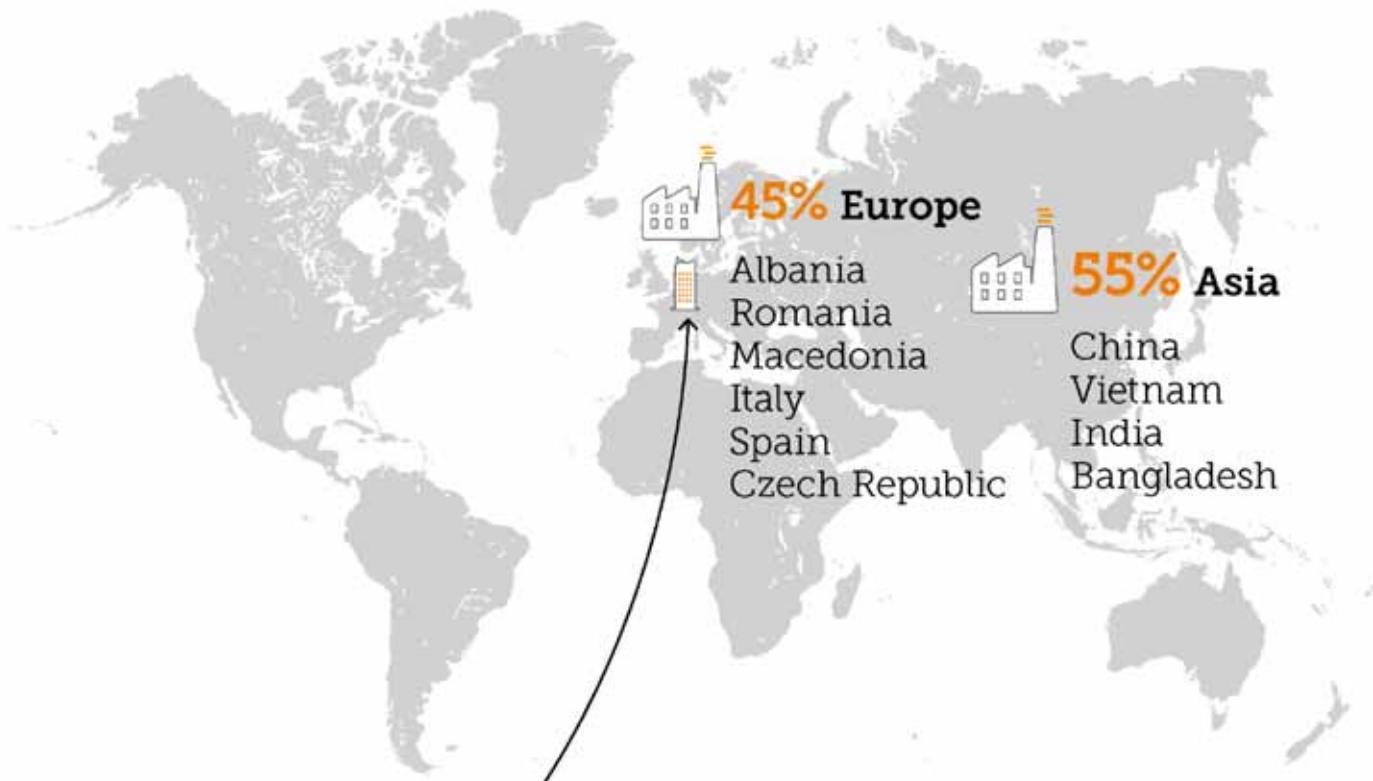 45% Europe
Albania
Romania
Macedonia
Italy
Spain
Czech Republic
55% Asia
China
Vietnam
India
Bangladesh